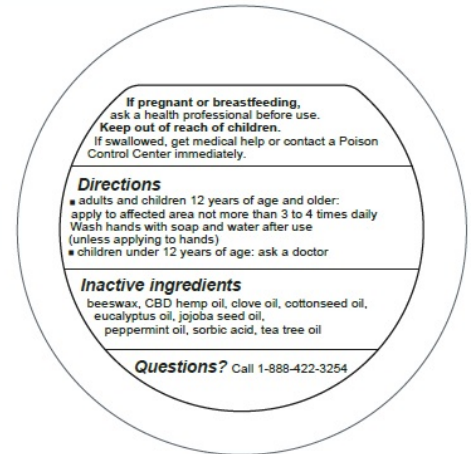 If pregnant or breastfeeding,
ask a health professional before use.
Keep out of reach of children.
If swallowed, get medical help or contact a Poison
Control Center immediately.
Directions
▪ adults and children 12 years of age and older:
apply to affected area not more than 3 to 4 times daily
Wash hands with soap and water after use
(unless applying to hands)
▪ children under 12 years of age: ask a doctor
Inactive ingredients
beeswax, CBD hemp oil, clove oil, cottonseed oil,
eucalyptus oil, jojoba seed oil,
peppermint oil, sorbic acid, tea tree oil
Questions? Call 1-888-422-3254